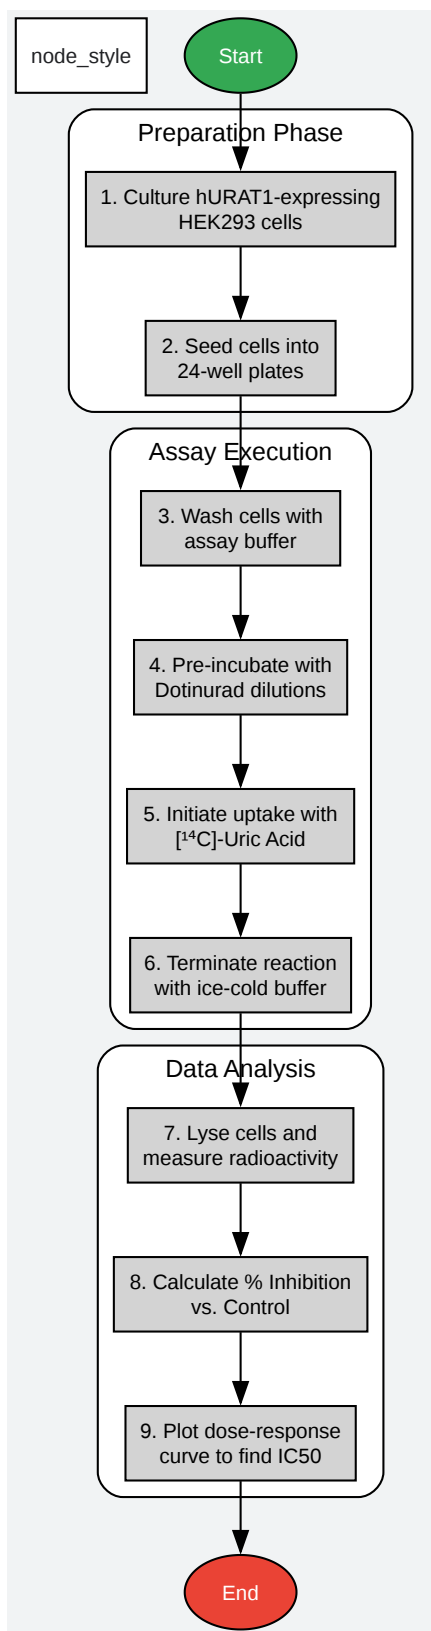 node_style
Start
Preparation Phase
1. Culture hURAT1-expressing
HEK293 cells
2. Seed cells into
24-well plates
Assay Execution
3. Wash cells with
assay buffer
4. Pre-incubate with
Dotinurad dilutions
5. Initiate uptake with
[¹⁴C]-Uric Acid
6. Terminate reaction
with ice-cold buffer
Data Analysis
7. Lyse cells and
measure radioactivity
8. Calculate % Inhibition
vs. Control
9. Plot dose-response
curve to find IC50
End